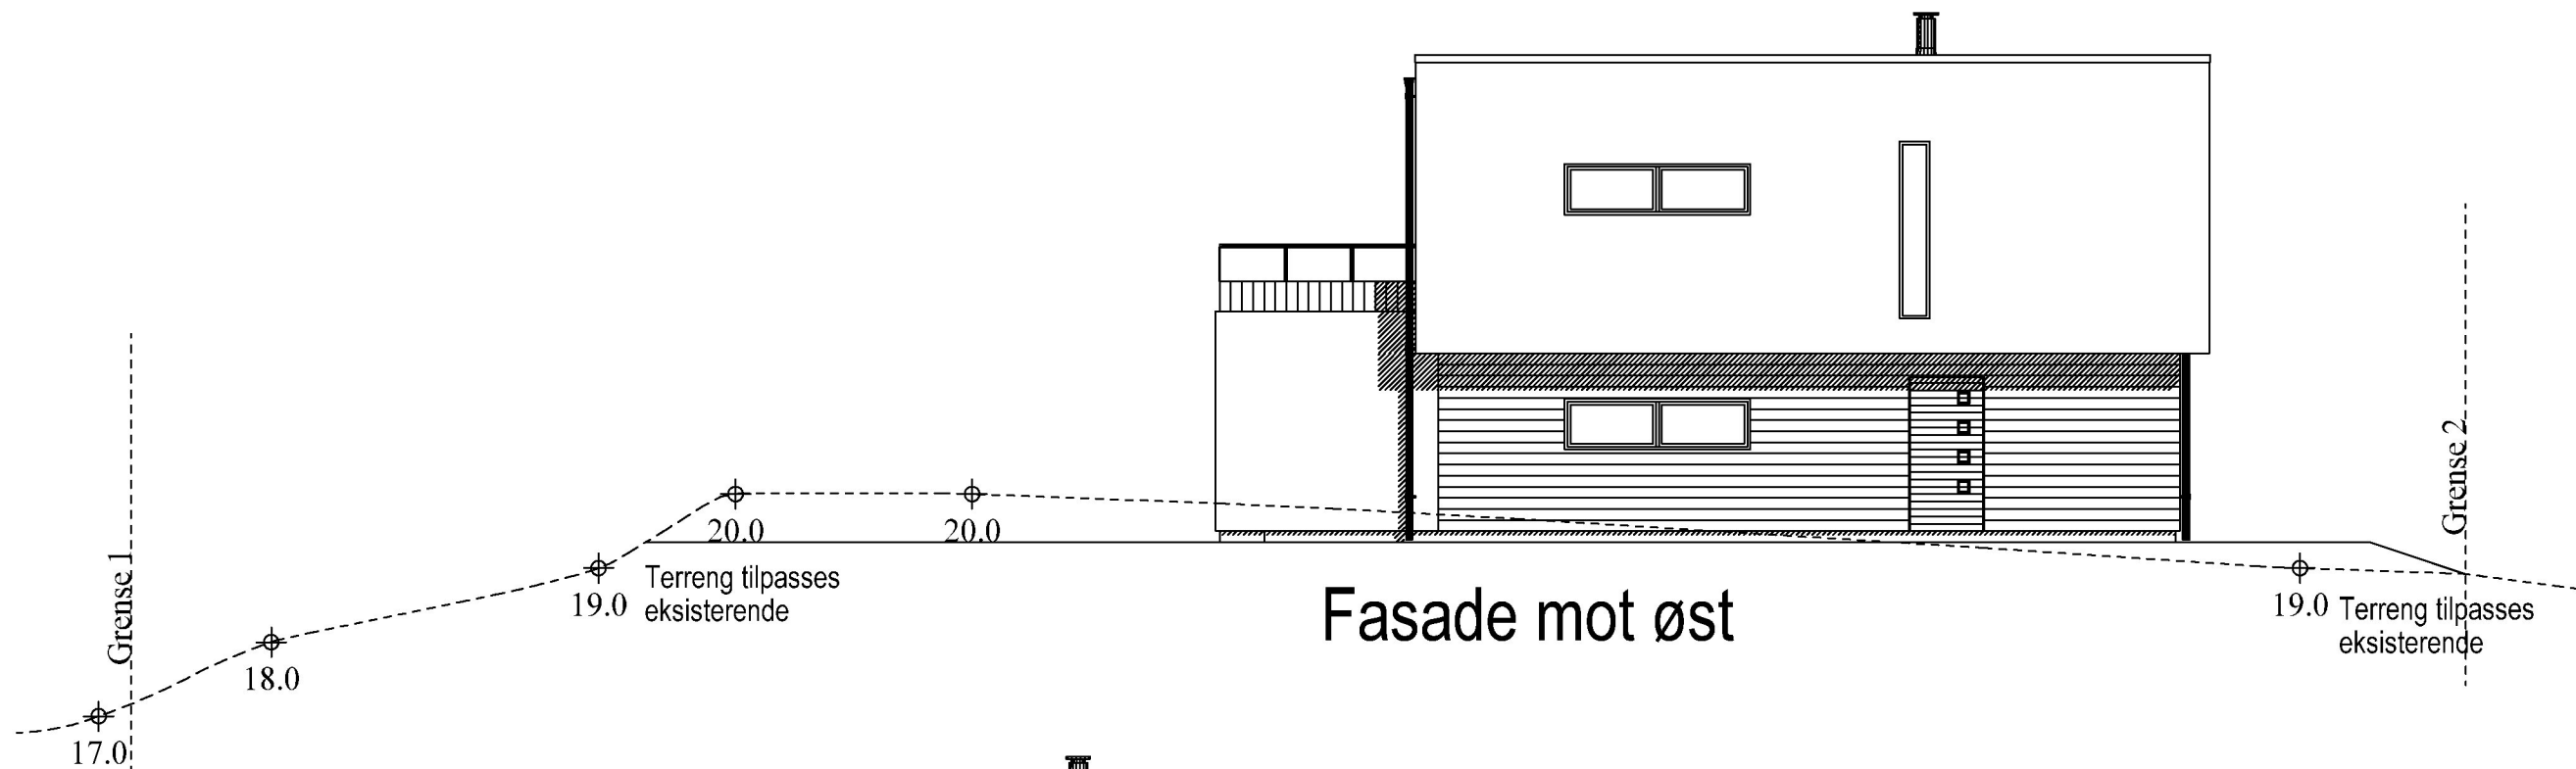 Grense 1
17.0
18.0
19.0
Terreng tilpasses
eksisterende
20.0
20.0
Fasade mot øst
19.0
Terreng tilpasses
eksisterende
Grense 2